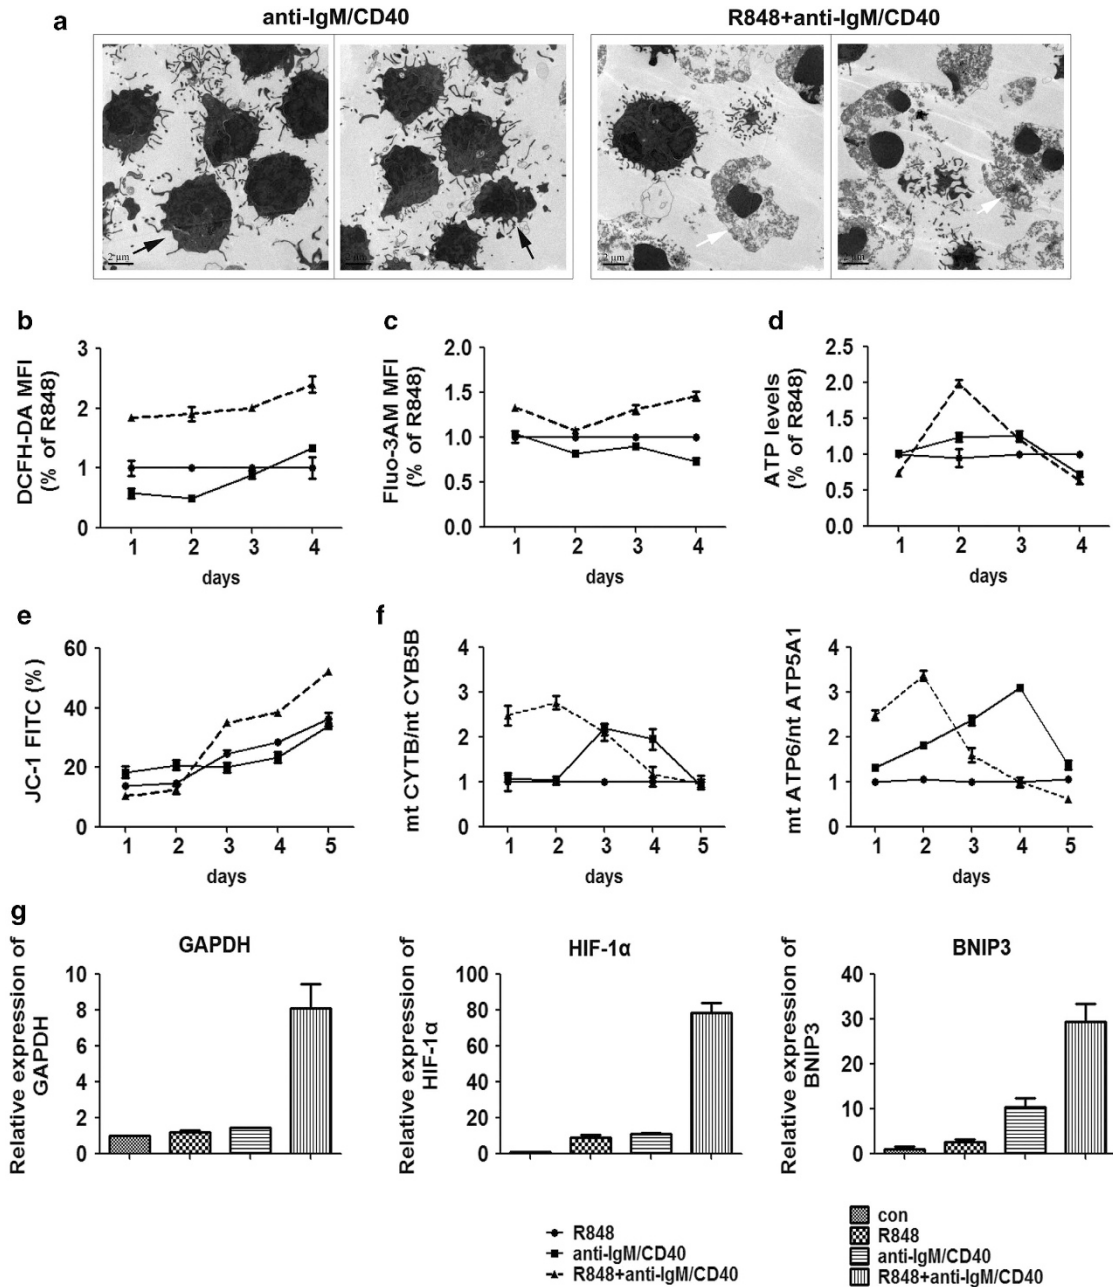 a
anti-IgM/CD40
R848+anti-IgM/CD40
2 μm
2 μm
2 μm
2 μm
b
DCFH-DA MFI
(% of R848)
3
2
1
0
1 2 3 4
days
c
Fluo-3AM MFI
(% of R848)
2.0
1.5
1.0
0.5
0.0
1 2 3 4
days
d
ATP levels
(% of R848)
2.5
2.0
1.5
1.0
0.5
0.0
1 2 3 4
days
e
JC-1 FITC (%)
60
40
20
0
1 2 3 4 5
days
f
mt CYTB/nt CYB5B
4
3
2
1
0
1 2 3 4 5
days
mt ATP6/nt ATP5A1
4
3
2
1
0
1 2 3 4 5
days
g
GAPDH
Relative expression of
GAPDH
10
8
6
4
2
0
HIF-1α
Relative expression of
HIF-1α
100
80
60
40
20
0
BNIP3
Relative expression of
BNIP3
40
30
20
10
0
R848
anti-IgM/CD40
R848+anti-IgM/CD40
con
R848
anti-IgM/CD40
R848+anti-IgM/CD40